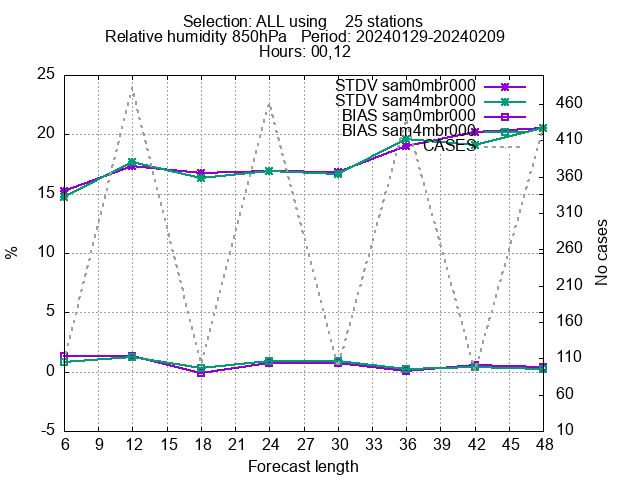 Selection: ALL using    25 stations
Relative humidity 850hPa   Period: 20240129-20240209
Hours: 00,12
STDV sam0mbr000
STDV sam4mbr000
BIAS sam0mbr000
BIAS sam4mbr000
CASES
25
20
15
10
5
0
-5
%
460
410
360
310
260
210
160
110
60
10
No cases
6 9 12 15 18 21 24 27 30 33 36 39 42 45 48
Forecast length